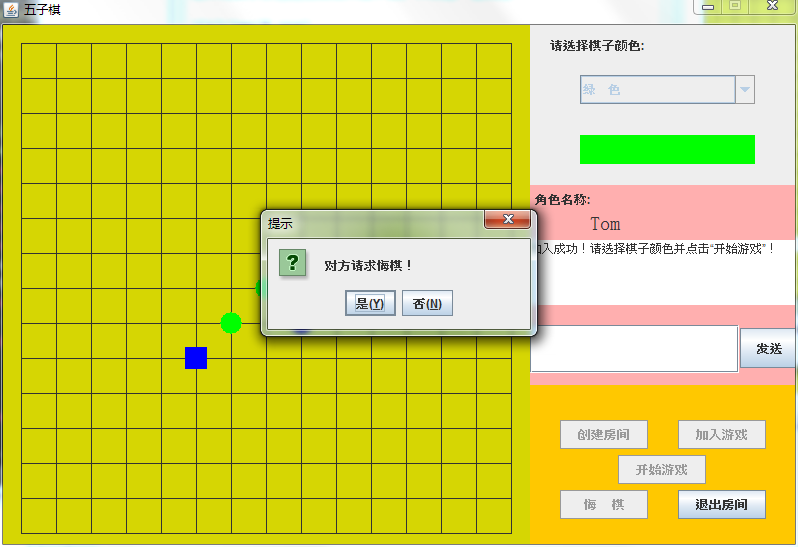 五子棋
请选择棋子颜色:
绿 色
角色名称:
Tom
加入成功！请选择棋子颜色并点击“开始游戏”！
提示
?
对方请求悔棋！
是(Y)
否(N)
发送
创建房间
加入游戏
开始游戏
悔 棋
退出房间